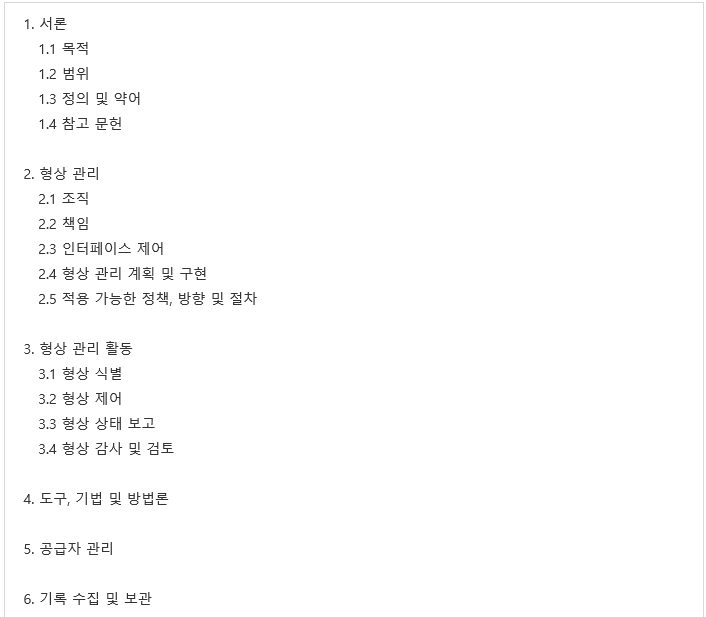 1. 서론
1.1 목적
1.2 범위
1.3 정의 및 약어
1.4 참고 문헌
2. 형상 관리
2.1 조직
2.2 책임
2.3 인터페이스 제어
2.4 형상 관리 계획 및 구현
2.5 적용 가능한 정책, 방향 및 절차
3. 형상 관리 활동
3.1 형상 식별
3.2 형상 제어
3.3 형상 상태 보고
3.4 형상 감사 및 검토
4. 도구, 기법 및 방법론
5. 공급자 관리
6. 기록 수집 및 보관